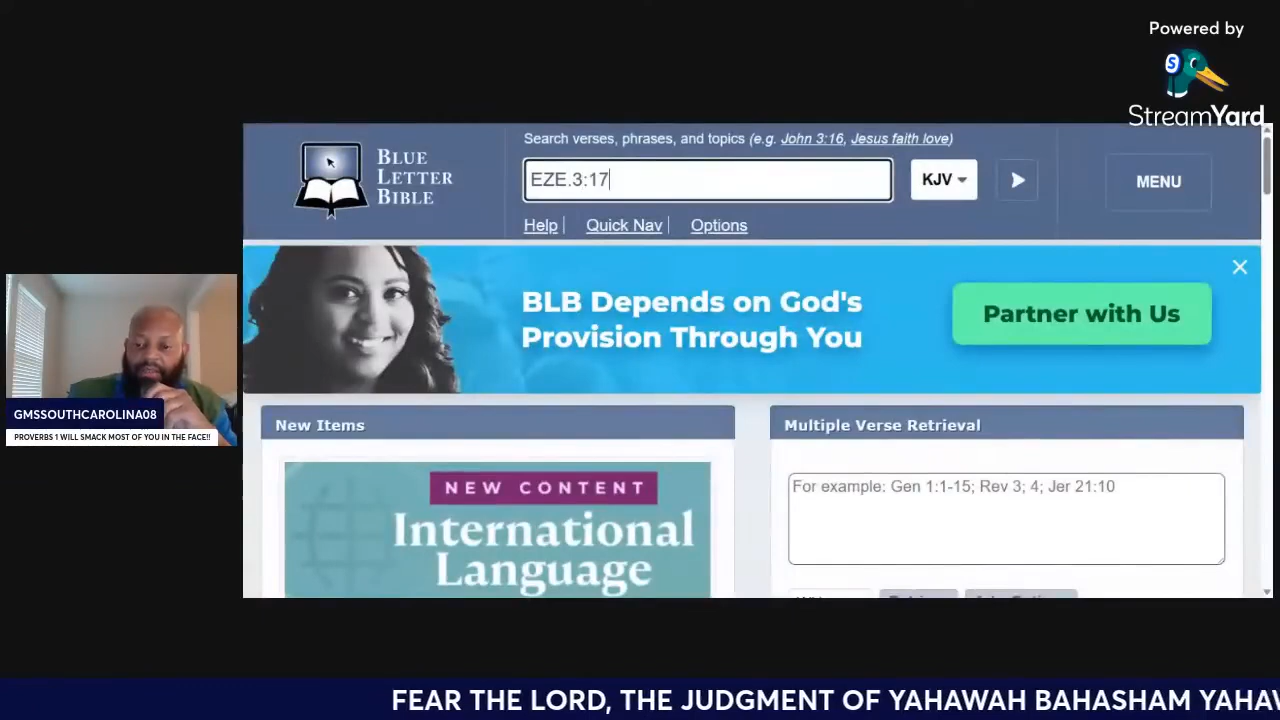 Powered by
StreamYard
Search verses, phrases, and topics (e.g. John 3:16, Jesus faith love)
BLUE
LETTER
BIBLE
EZE.3:17
KJV
MENU
Help
Quick Nav
Options
BLB Depends on God's
Provision Through You
Partner with Us
New Items
Multiple Verse Retrieval
NEW CONTENT
International
Language
For example: Gen 1:1-15; Rev 3; 4; Jer 21:10
GMSSOUTHCAROLINA08
PROVERBS 1 WILL SMACK MOST OF YOU IN THE FACE!!
FEAR THE LORD, THE JUDGMENT OF YAHAWAH BAHASHAM